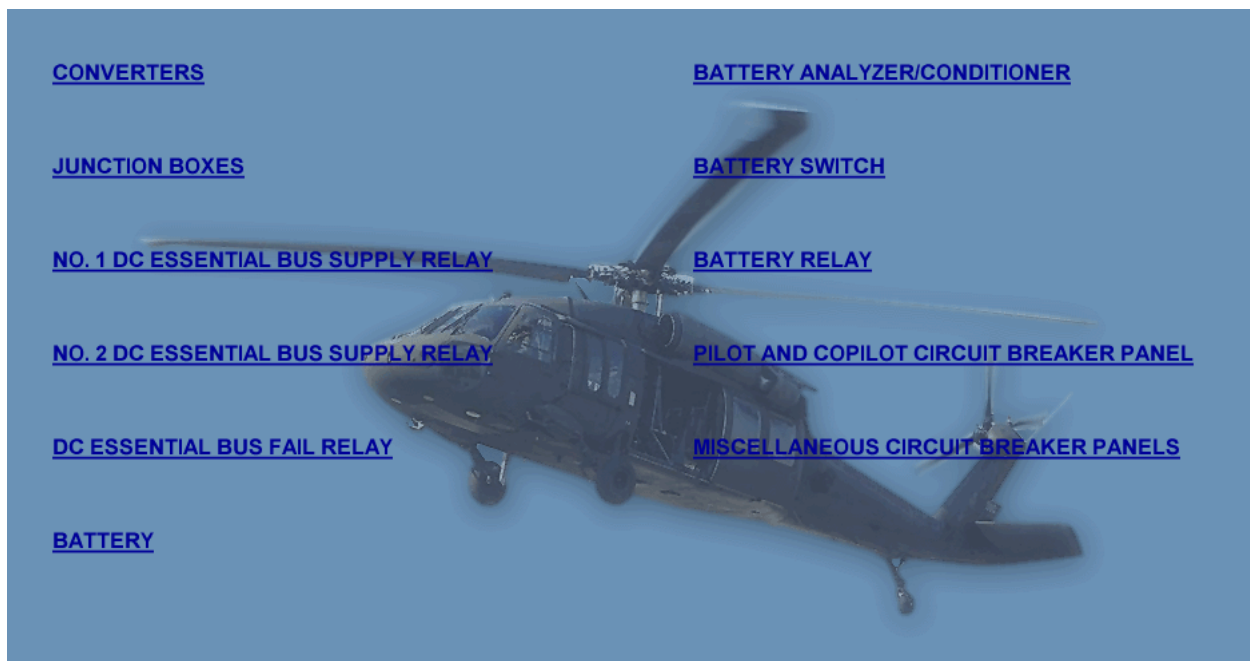 CONVERTERS
JUNCTION BOXES
NO. 1 DC ESSENTIAL BUS SUPPLY RELAY
NO. 2 DC ESSENTIAL BUS SUPPLY RELAY
DC ESSENTIAL BUS FAIL RELAY
BATTERY
BATTERY ANALYZER/CONDITIONER
BATTERY SWITCH
BATTERY RELAY
PILOT AND COPILOT CIRCUIT BREAKER PANEL
MISCELLANEOUS CIRCUIT BREAKER PANELS